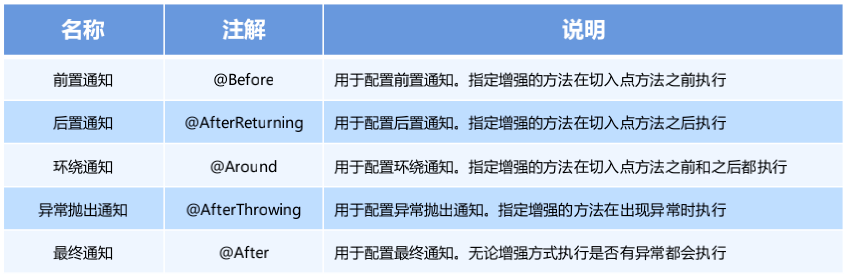 名称 注解 说明
前置通知 @Before 用于配置前置通知。指定增强的方法在切入点方法之前执行
后置通知 @AfterReturning 用于配置后置通知。指定增强的方法在切入点方法之后执行
环绕通知 @Around 用于配置环绕通知。指定增强的方法在切入点方法之前和之后都执行
异常抛出通知 @AfterThrowing 用于配置异常抛出通知。指定增强的方法在出现异常时执行
最终通知 @After 用于配置最终通知。无论增强方式执行是否有异常都会执行